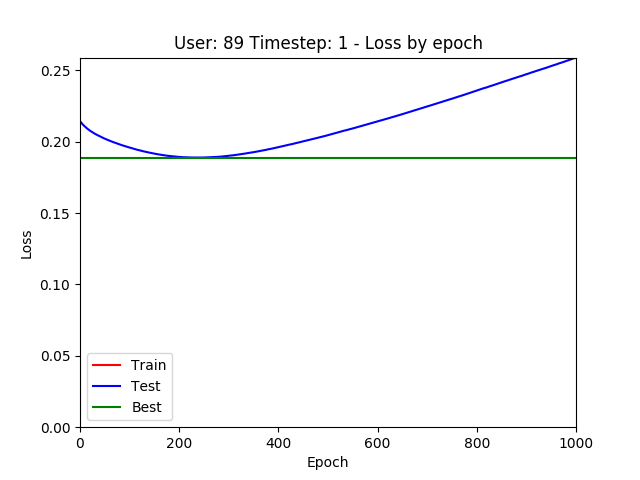 User: 89 Timestep: 1 - Loss by epoch
0.25
0.20
0.15
0.10
0.05
0.00
Loss
Train
Test
Best
0 200 400 600 800 1000
Epoch